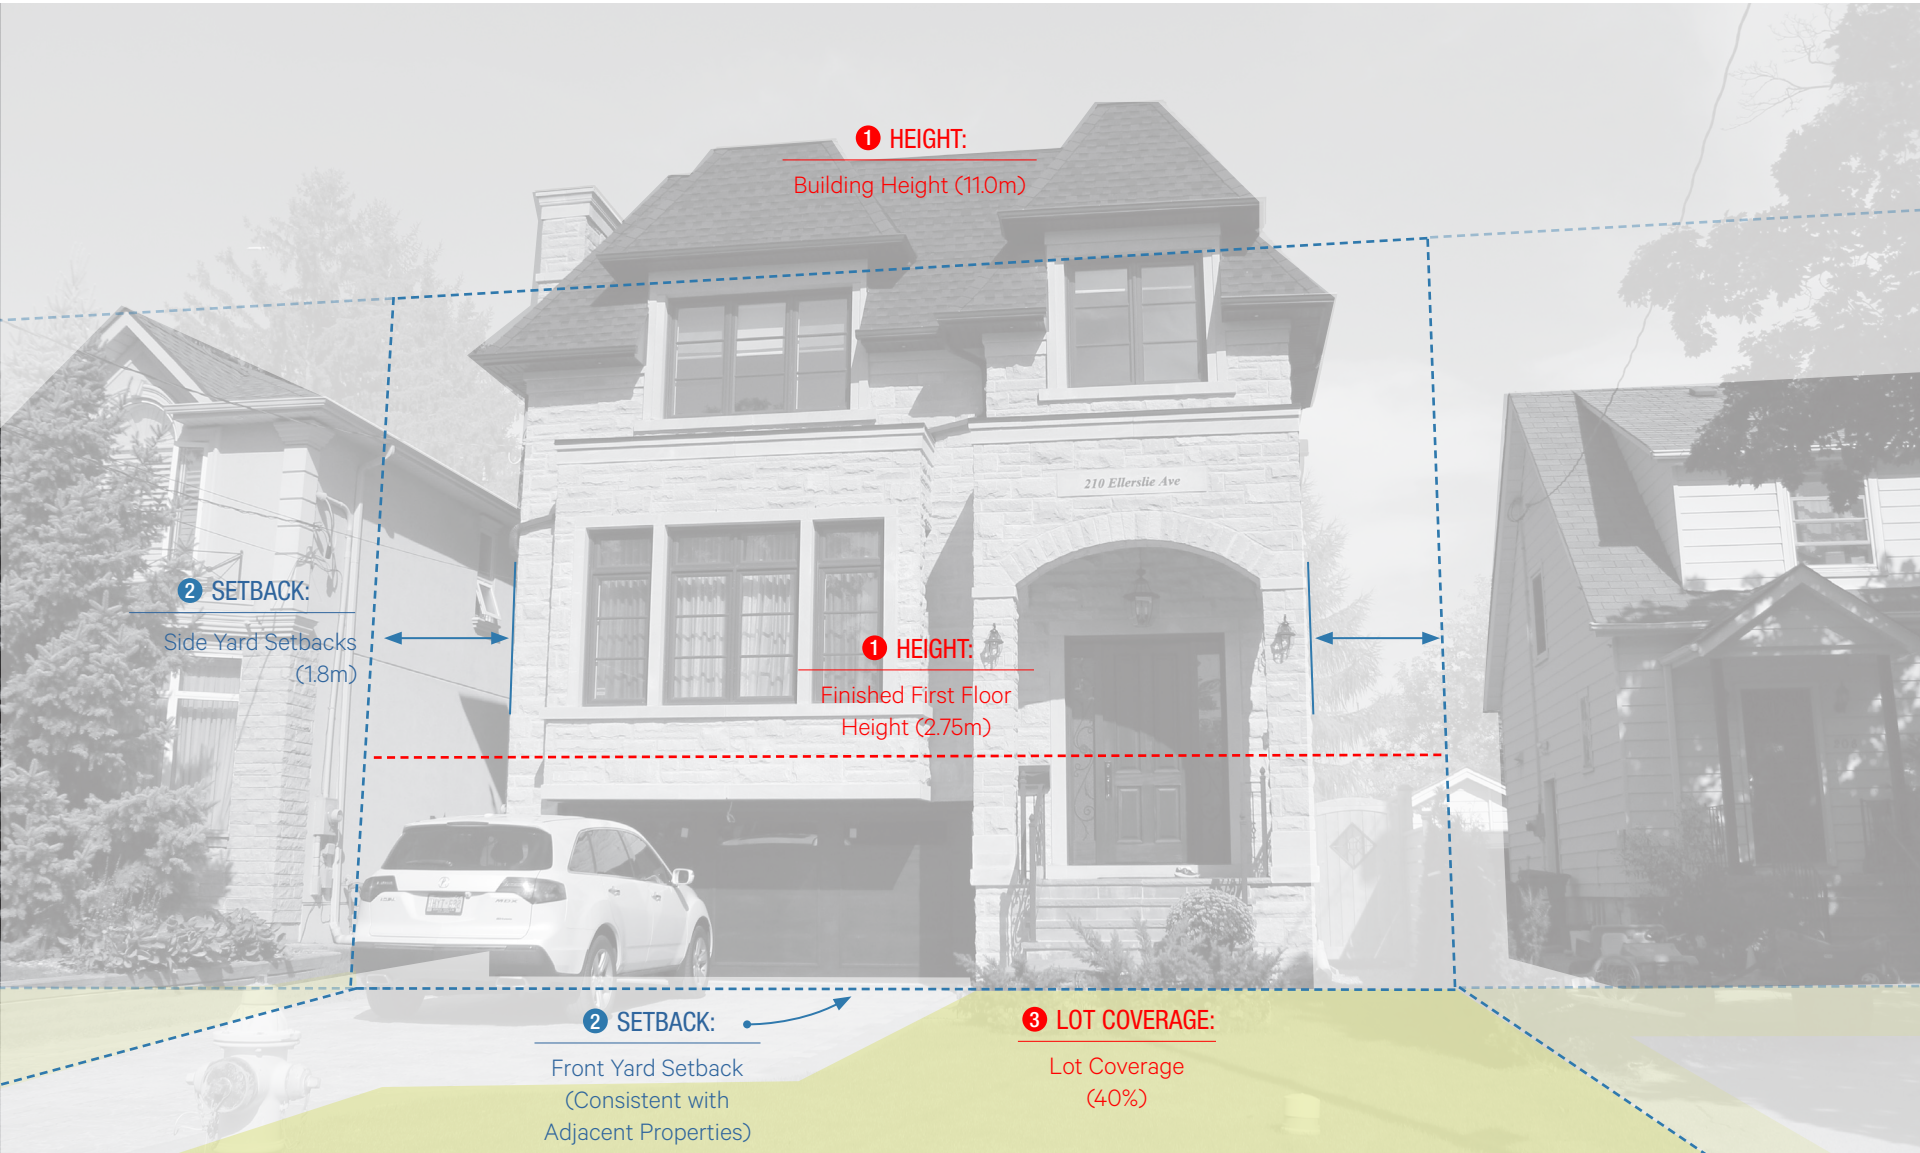 1 HEIGHT:
Building Height (11.0m)
210 Ellerslie Ave
2 SETBACK:
Side Yard Setbacks
(1.8m)
1 HEIGHT:
Finished First Floor
Height (2.75m)
2 SETBACK:
Front Yard Setback
(Consistent with
Adjacent Properties)
3 LOT COVERAGE:
Lot Coverage
(40%)